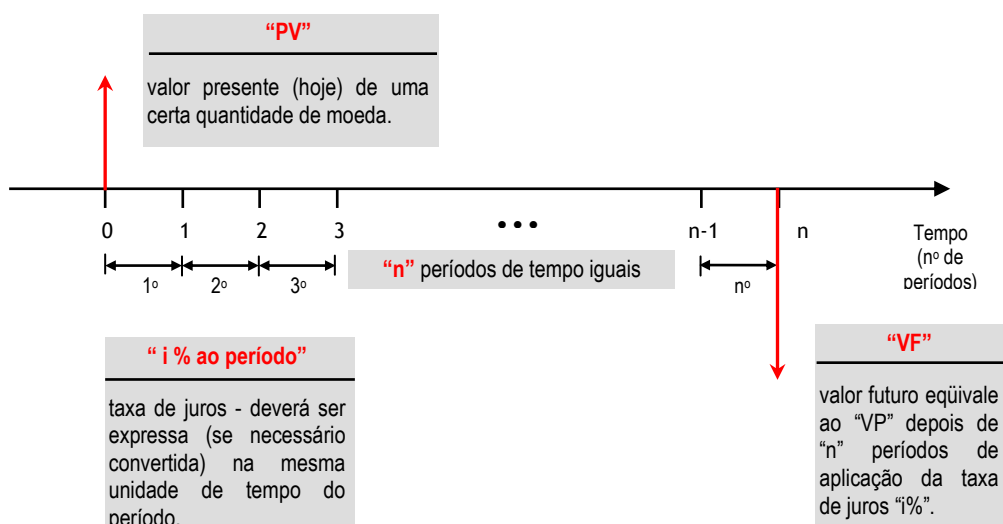 “PV”
valor presente (hoje) de uma
certa quantidade de moeda.
0 1 2 3 ••• n-1 n
Tempo
(nº de
períodos)
1º 2º 3º “n” períodos de tempo iguais nº
“ i % ao período”
taxa de juros - deverá ser
expressa (se necessário
convertida) na mesma
unidade de tempo do
período.
“VF”
valor futuro eqüivale
ao “VP” depois de
“n” períodos de
aplicação da taxa
de juros “i%”.